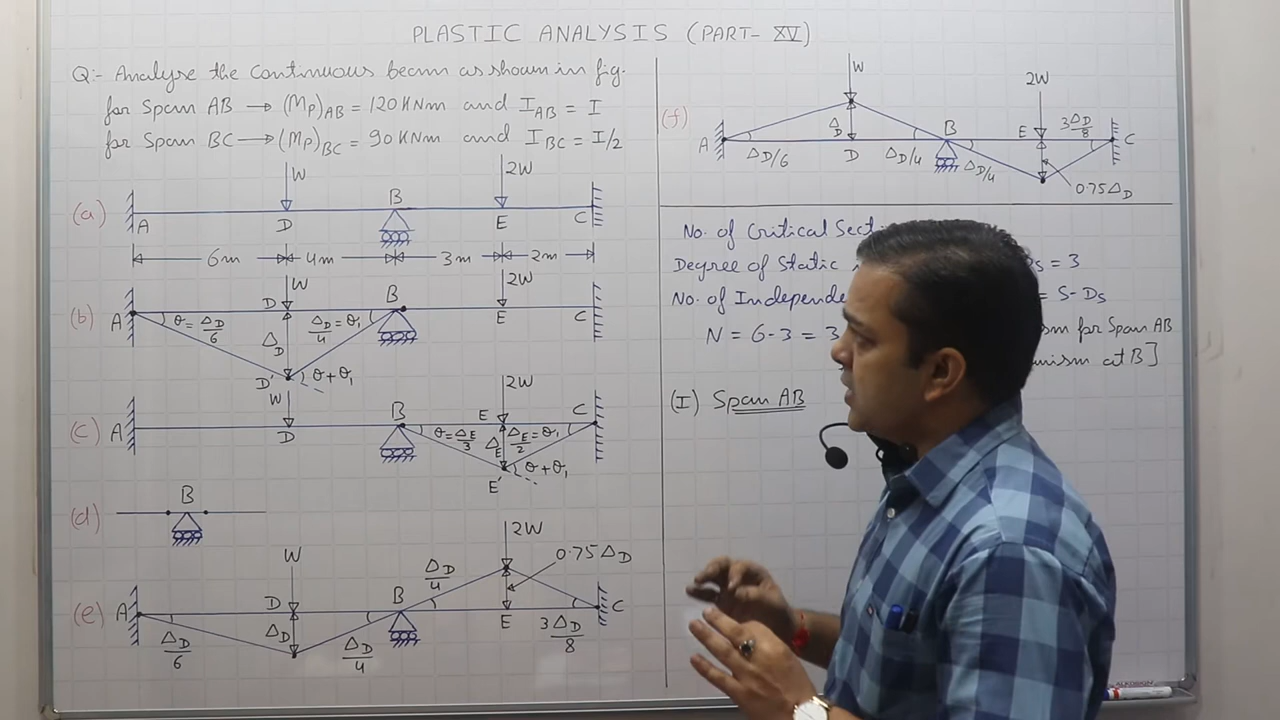 PLASTIC ANALYSIS (PART- XV)
Q:- Analyse the Continuous beam as shown in fig.
for Span AB → (Mp)AB = 120 KNm and IAB = I
for Span BC → (Mp)BC = 90 KNm and IBC = I/2
(a)
W
2W
A
D
B
E
C
6m
4m
3m
2m
(b)
W
2W
A
D
B
E
C
θ = ΔD/6
ΔD
ΔD/4 = θ1
D'
θ+θ1
(c)
W
2W
A
D
B
E
C
θ = ΔE/3
ΔE
ΔE/2 = θ1
θ+θ1
E'
(d)
B
(e)
W
2W
A
D
B
E
C
ΔD/6
ΔD
ΔD/4
ΔD/4
0.75ΔD
3ΔD/8
(f)
W
2W
A
D
B
E
C
ΔD/6
ΔD
ΔD/4
ΔD/4
3ΔD/8
0.75ΔD
No. of Critical Sect
Degree of Static = 3
No. of Independe = S-Ds
N = 6-3 = 3 for Span AB
at B]
(I) Span AB